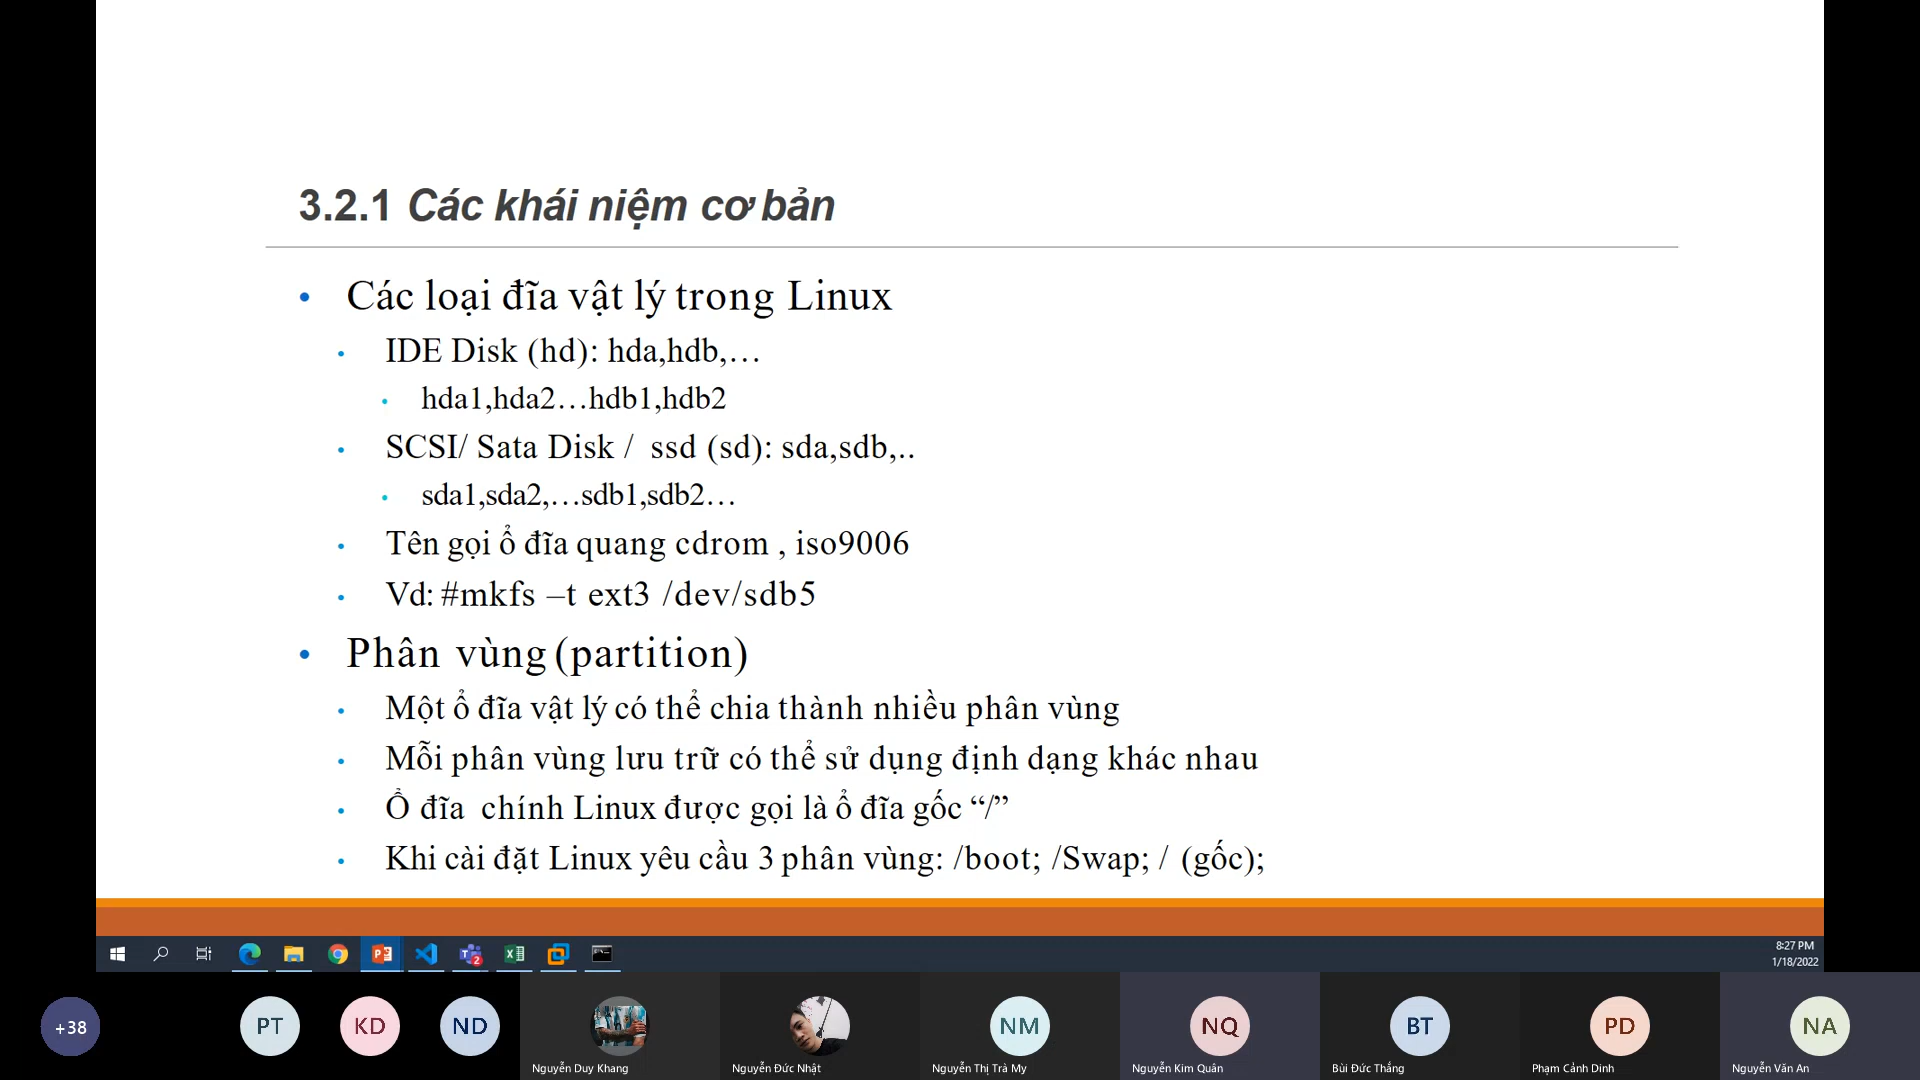 3.2.1 Các khái niệm cơ bản
• Các loại đĩa vật lý trong Linux
• IDE Disk (hd): hda,hdb,…
• hda1,hda2…hdb1,hdb2
• SCSI/ Sata Disk / ssd (sd): sda,sdb,..
• sda1,sda2,…sdb1,sdb2…
• Tên gọi ổ đĩa quang cdrom , iso9006
• Vd: #mkfs –t ext3 /dev/sdb5
• Phân vùng (partition)
• Một ổ đĩa vật lý có thể chia thành nhiều phân vùng
• Mỗi phân vùng lưu trữ có thể sử dụng định dạng khác nhau
• Ổ đĩa chính Linux được gọi là ổ đĩa gốc “/”
• Khi cài đặt Linux yêu cầu 3 phân vùng: /boot; /Swap; / (gốc);
8:27 PM
1/18/2022
+38
PT
KD
ND
NM
NQ
BT
PD
NA
Nguyễn Duy Khang
Nguyễn Đức Nhật
Nguyễn Thị Trà My
Nguyễn Kim Quân
Bùi Đức Thắng
Phạm Cảnh Dinh
Nguyễn Văn An